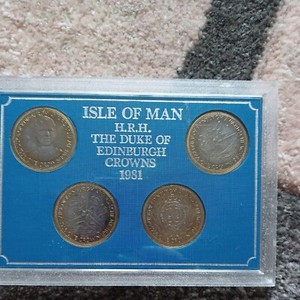 ISLE OF MAN
H.R.H.
THE DUKE OF
EDINBURGH
CROWNS
1981